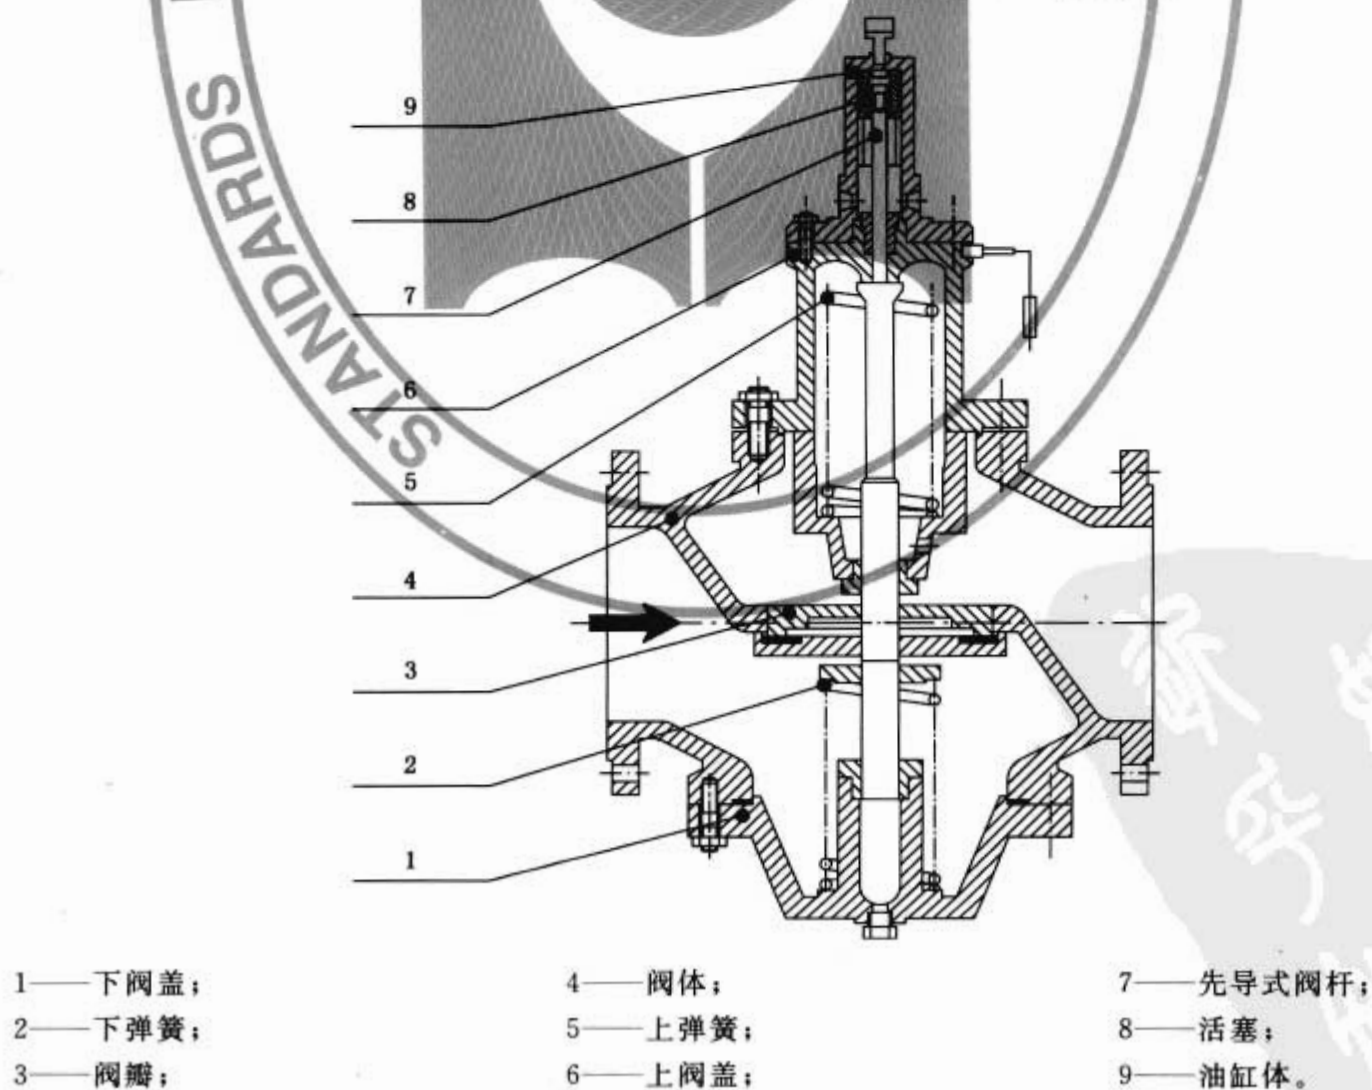 STANDARDS
9
8
7
6
5
4
3
2
1
1——下阀盖；
2——下弹簧；
3——阀瓣；
4——阀体；
5——上弹簧；
6——上阀盖；
7——先导式阀杆；
8——活塞；
9——油缸体。